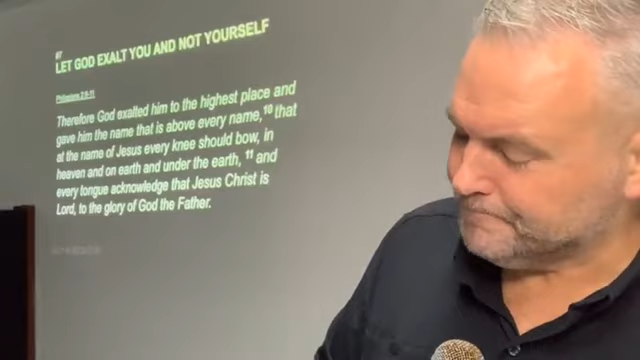 #7
LET GOD EXALT YOU AND NOT YOURSELF
Philippians 2:9-11
Therefore God exalted him to the highest place and
gave him the name that is above every name,¹⁰ that
at the name of Jesus every knee should bow, in
heaven and on earth and under the earth, ¹¹ and
every tongue acknowledge that Jesus Christ is
Lord, to the glory of God the Father.